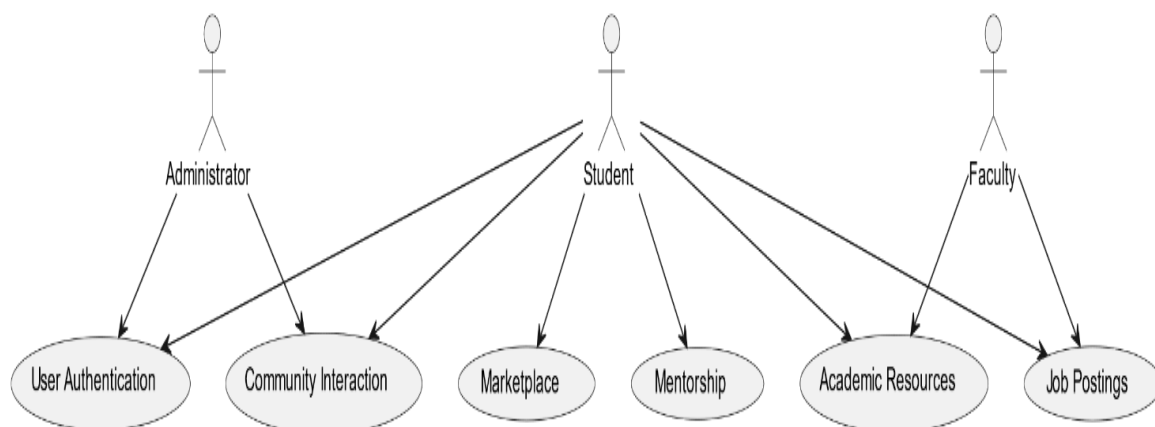 Administrator
Student
Faculty
User Authentication
Community Interaction
Marketplace
Mentorship
Academic Resources
Job Postings